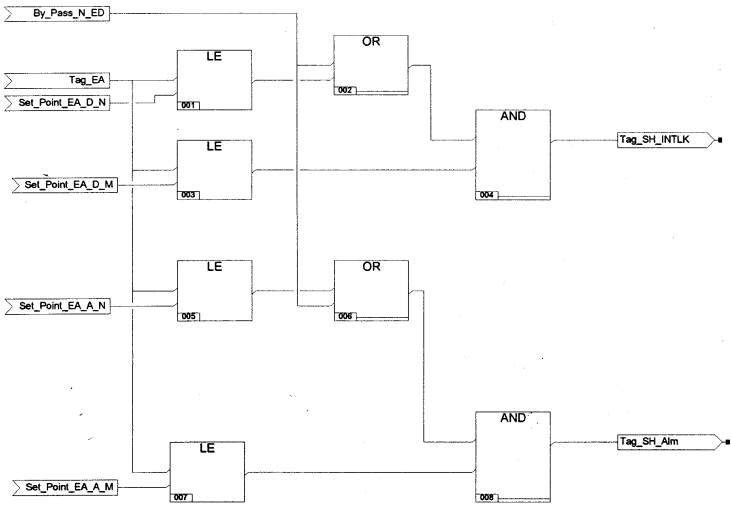 By_Pass_N_ED
OR
LE
Tag_EA
002
Set_Point_EA_D_N
001
AND
LE
Tag_SH_INTLK
Set_Point_EA_D_M
003
004
LE
OR
Set_Point_EA_A_N
005
006
AND
LE
Tag_SH_Alm
Set_Point_EA_A_M
007
008